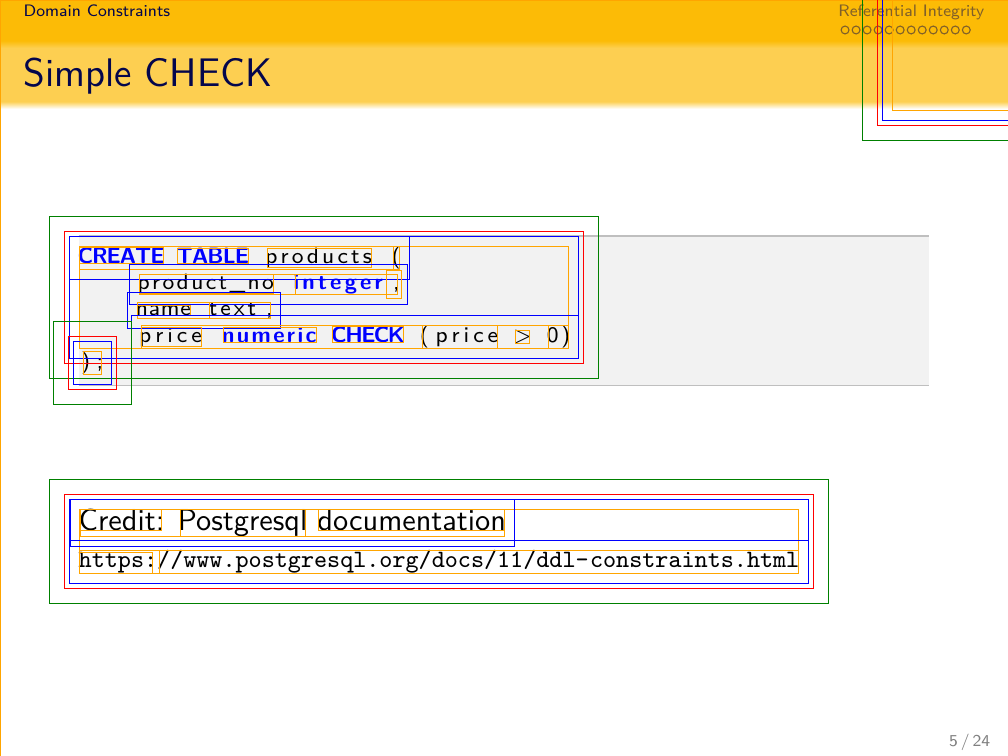 Domain Constraints
Referential Integrity
Simple CHECK
CREATE TABLE products (
product_no integer,
name text,
price numeric CHECK (price > 0)
);
Credit: Postgresql documentation
https://www.postgresql.org/docs/11/ddl-constraints.html
5 / 24